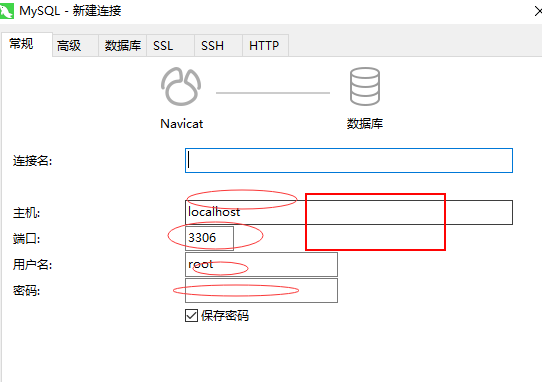 MySQL - 新建连接
常规 高级 数据库 SSL SSH HTTP
Navicat 数据库
连接名:
主机: localhost
端口: 3306
用户名: root
密码:
保存密码